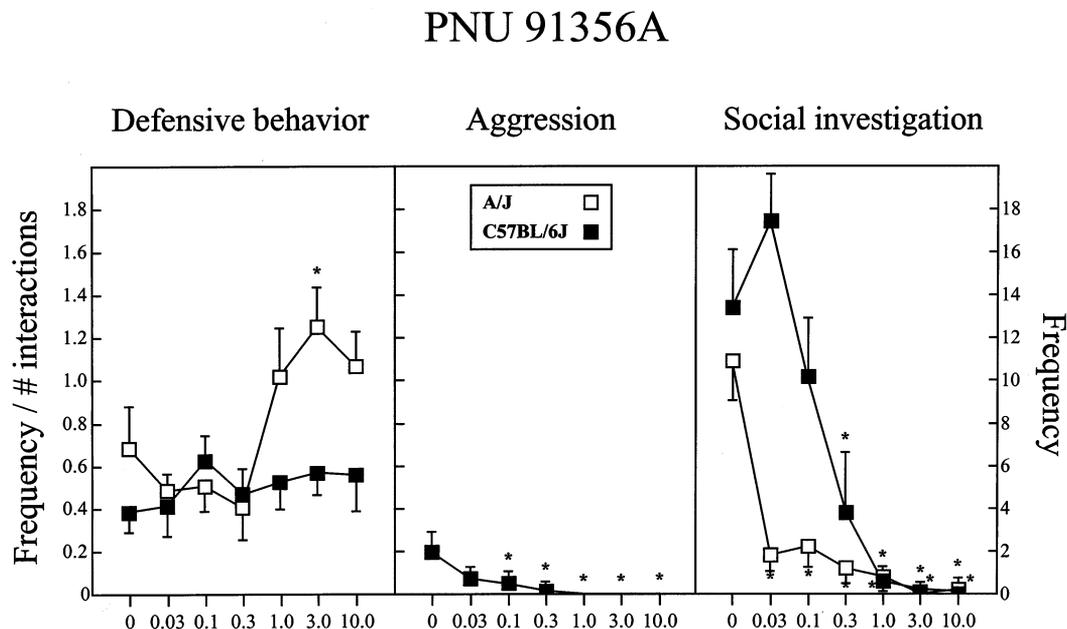 PNU 91356A
Defensive behavior Aggression Social investigation
A/J
C57BL/6J
Frequency / # interactions
1.8
1.6
1.4
1.2
1.0
0.8
0.6
0.4
0.2
0
*
* * * * *
18
16
14
12
10
8
6
4
2
0
Frequency
*
* * * *
* * * * * *
0 0.03 0.1 0.3 1.0 3.0 10.0 0 0.03 0.1 0.3 1.0 3.0 10.0 0 0.03 0.1 0.3 1.0 3.0 10.0